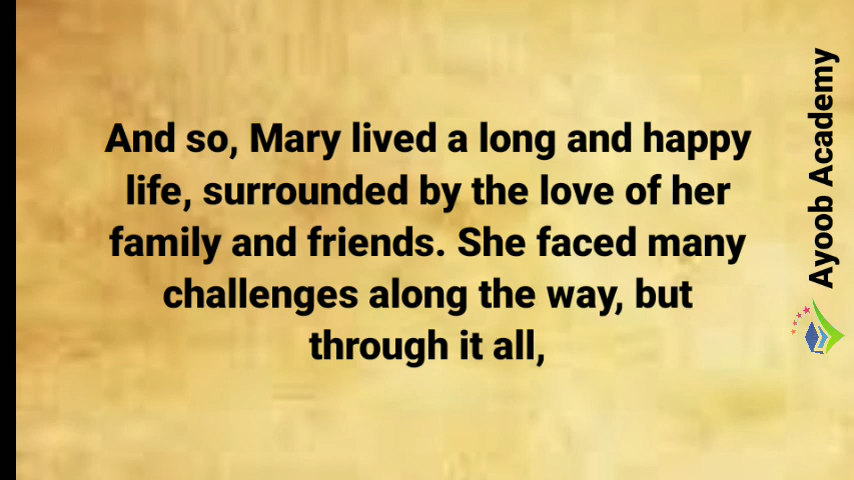 And so, Mary lived a long and happy
life, surrounded by the love of her
family and friends. She faced many
challenges along the way, but
through it all,
Ayoob Academy